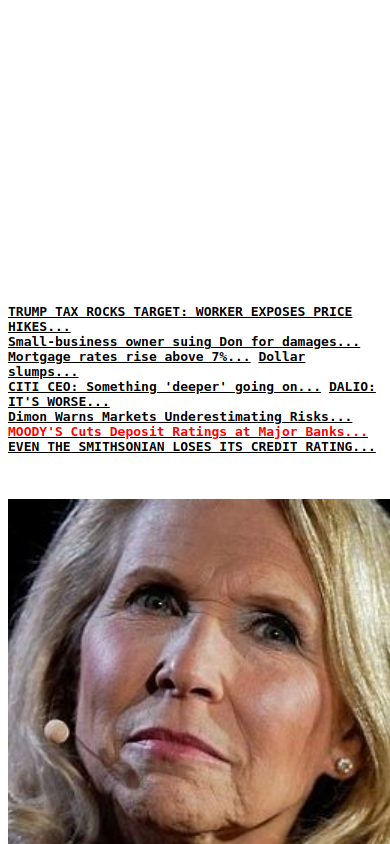 TRUMP TAX ROCKS TARGET: WORKER EXPOSES PRICE
HIKES...
Small-business owner suing Don for damages...
Mortgage rates rise above 7%... Dollar
slumps...
CITI CEO: Something 'deeper' going on... DALIO:
IT'S WORSE...
Dimon Warns Markets Underestimating Risks...
MOODY'S Cuts Deposit Ratings at Major Banks...
EVEN THE SMITHSONIAN LOSES ITS CREDIT RATING...